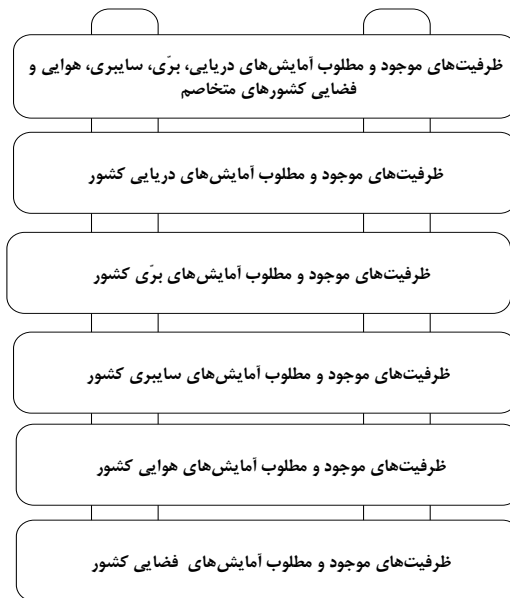 ظرفیت‌های موجود و مطلوب آمایش‌های دریایی، برّی، سایبری، هوایی و
فضایی کشورهای متخاصم
ظرفیت‌های موجود و مطلوب آمایش‌های دریایی کشور
ظرفیت‌های موجود و مطلوب آمایش‌های برّی کشور
ظرفیت‌های موجود و مطلوب آمایش‌های سایبری کشور
ظرفیت‌های موجود و مطلوب آمایش‌های هوایی کشور
ظرفیت‌های موجود و مطلوب آمایش‌های فضایی کشور